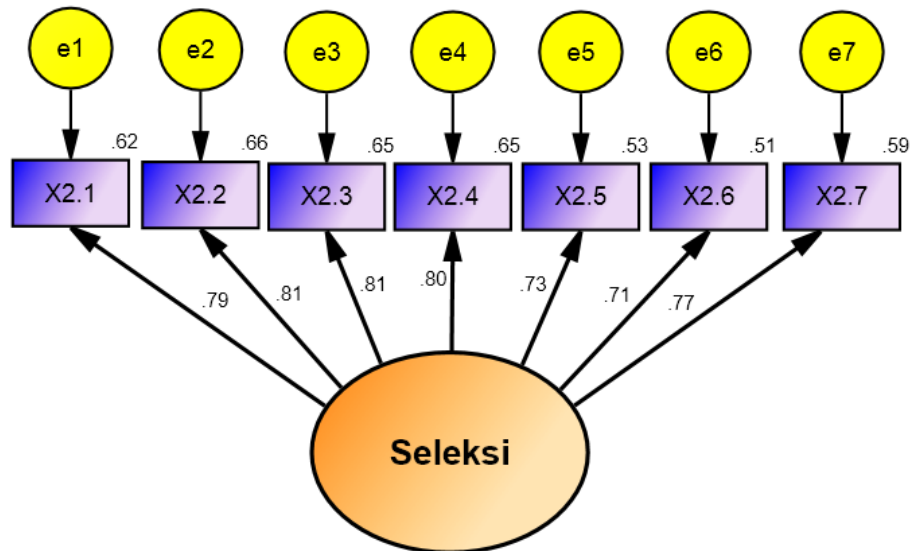 e1 e2 e3 e4 e5 e6 e7
.62 .66 .65 .65 .53 .51 .59
X2.1 X2.2 X2.3 X2.4 X2.5 X2.6 X2.7
.79 .81 .81 .80 .73 .71 .77
Seleksi